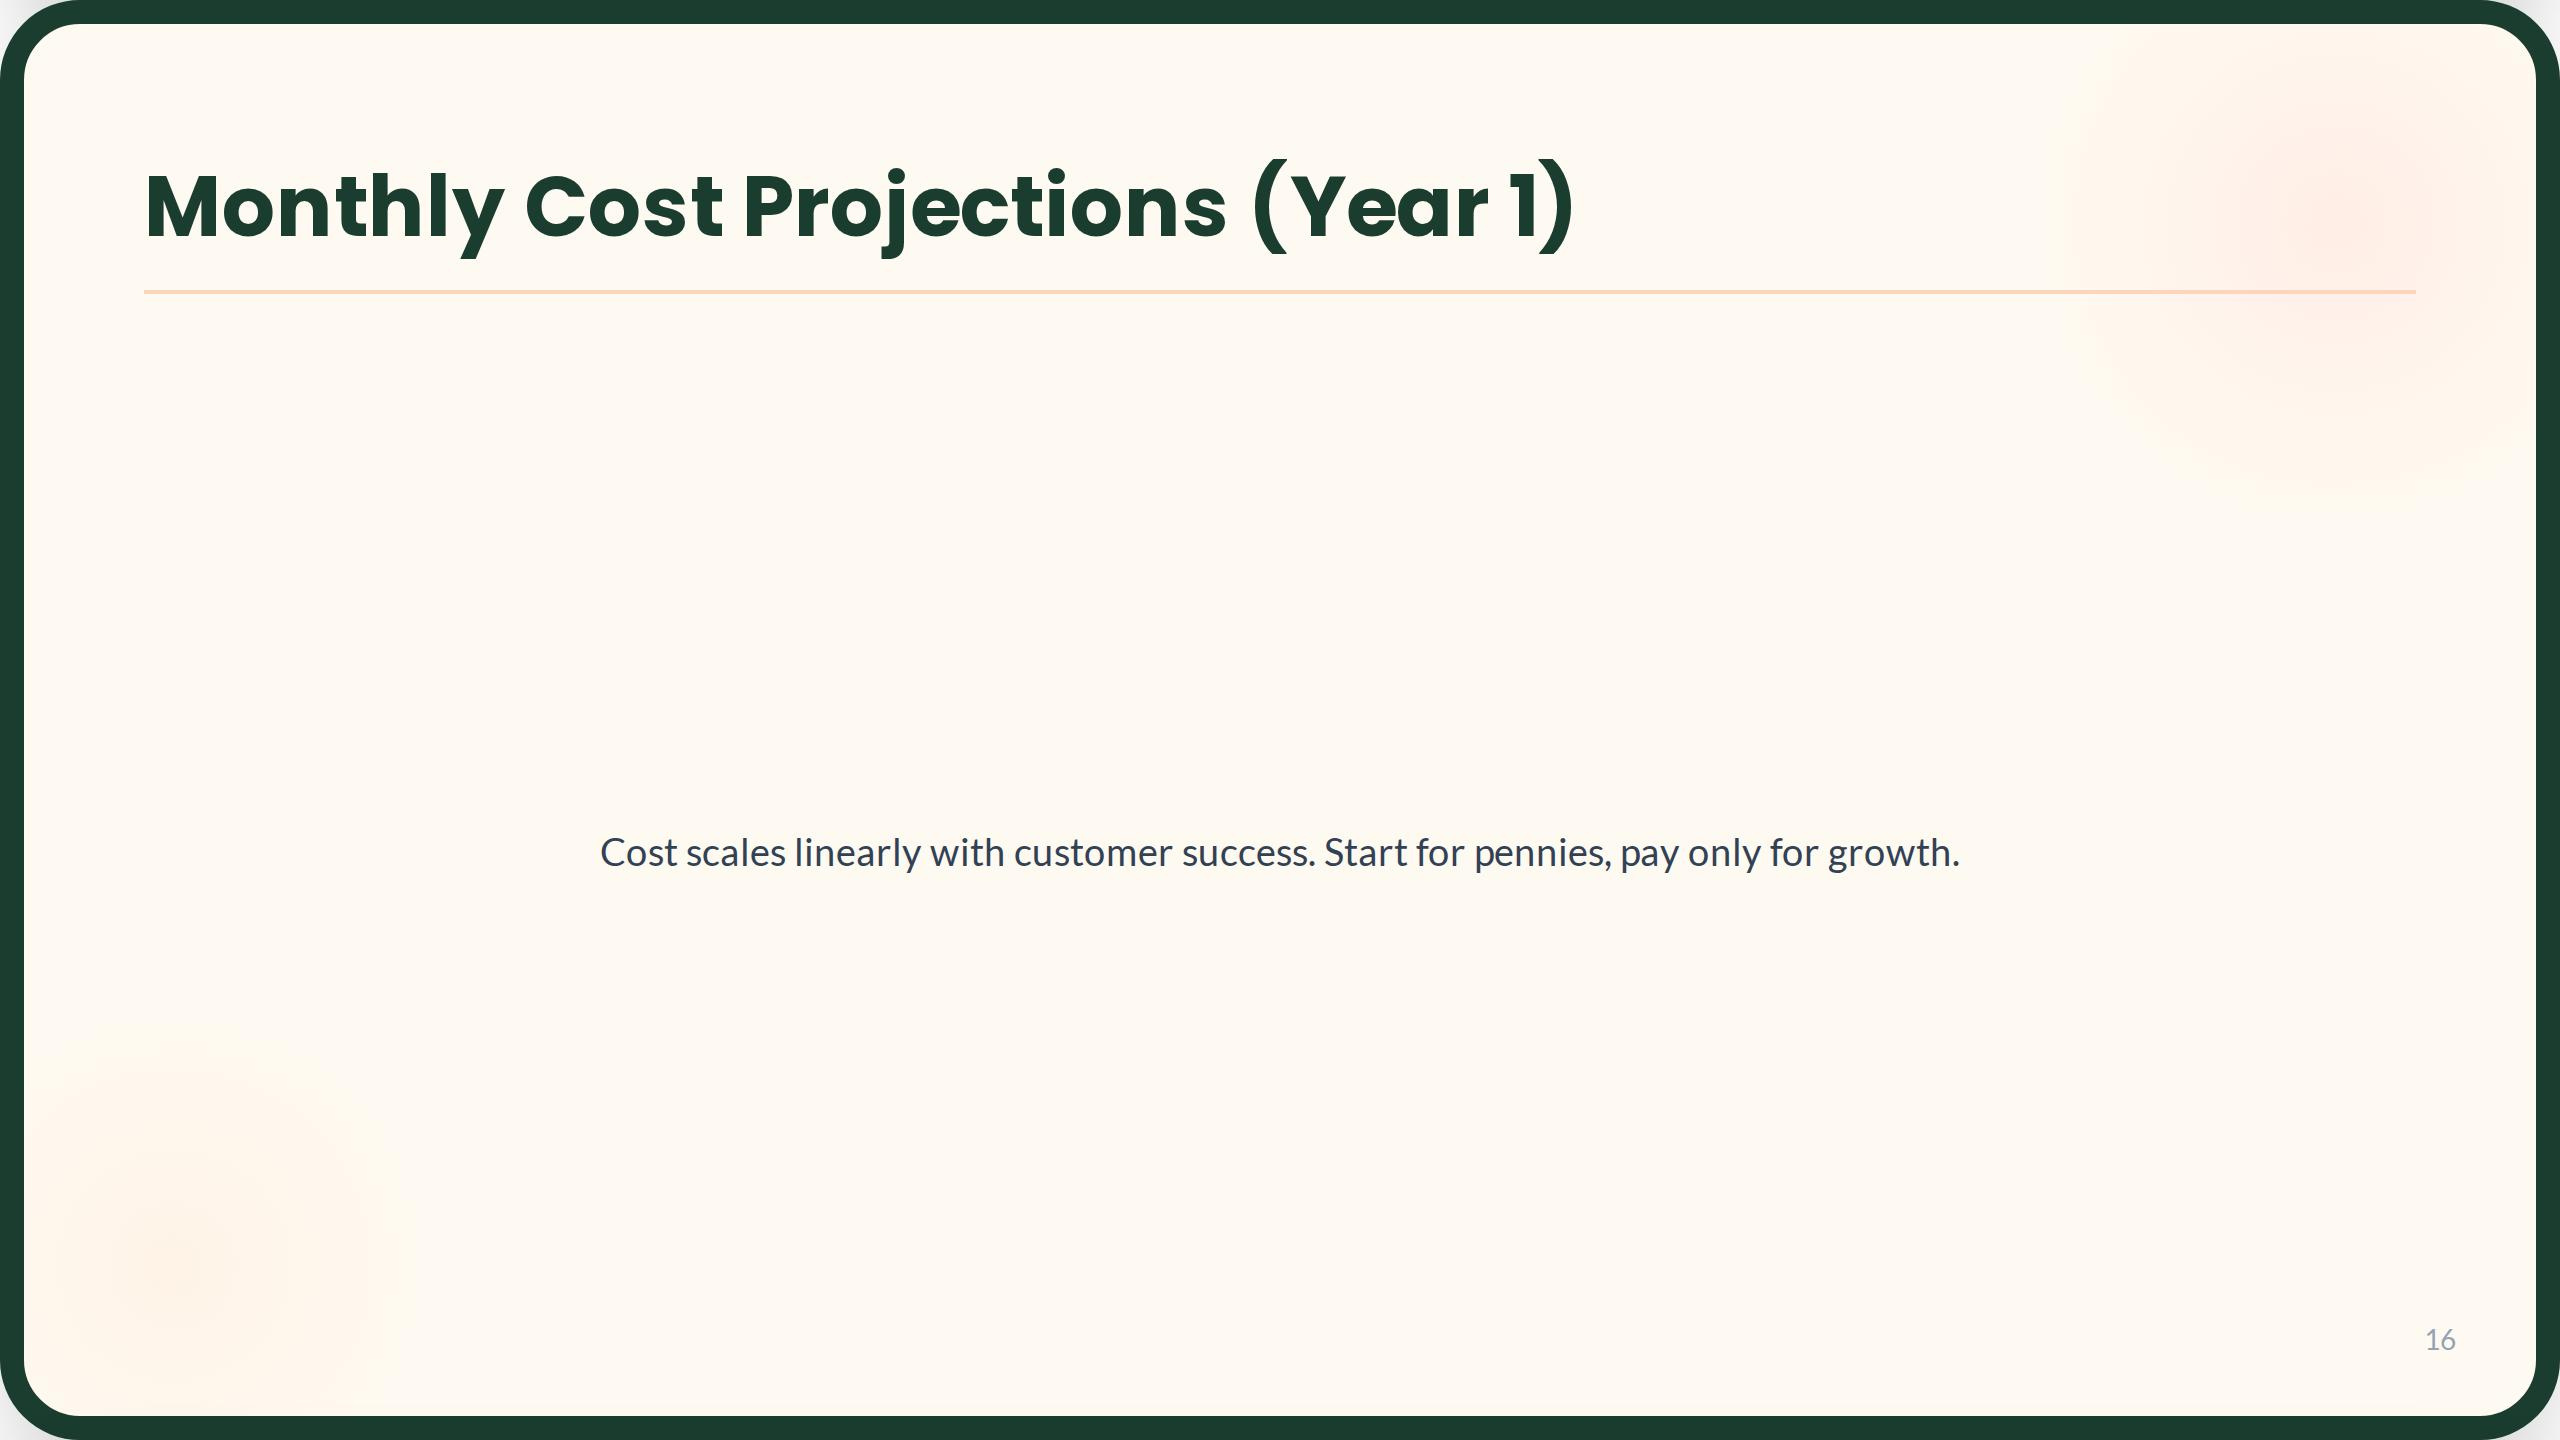 Monthly Cost Projections (Year 1)
Cost scales linearly with customer success. Start for pennies, pay only for growth.
16